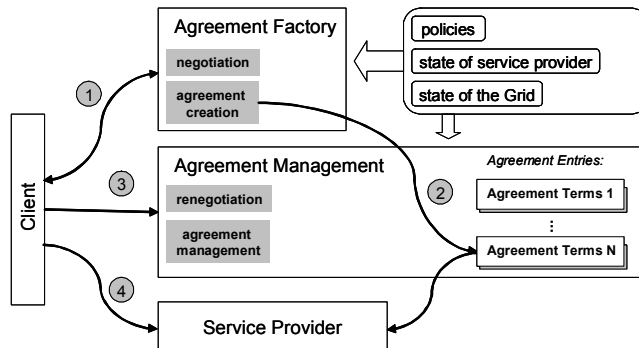 Agreement Factory
negotiation
agreement
creation
policies
state of service provider
state of the Grid
1
Client
3
4
Agreement Management
renegotiation
agreement
management
2
Agreement Entries:
Agreement Terms 1
...
Agreement Terms N
Service Provider